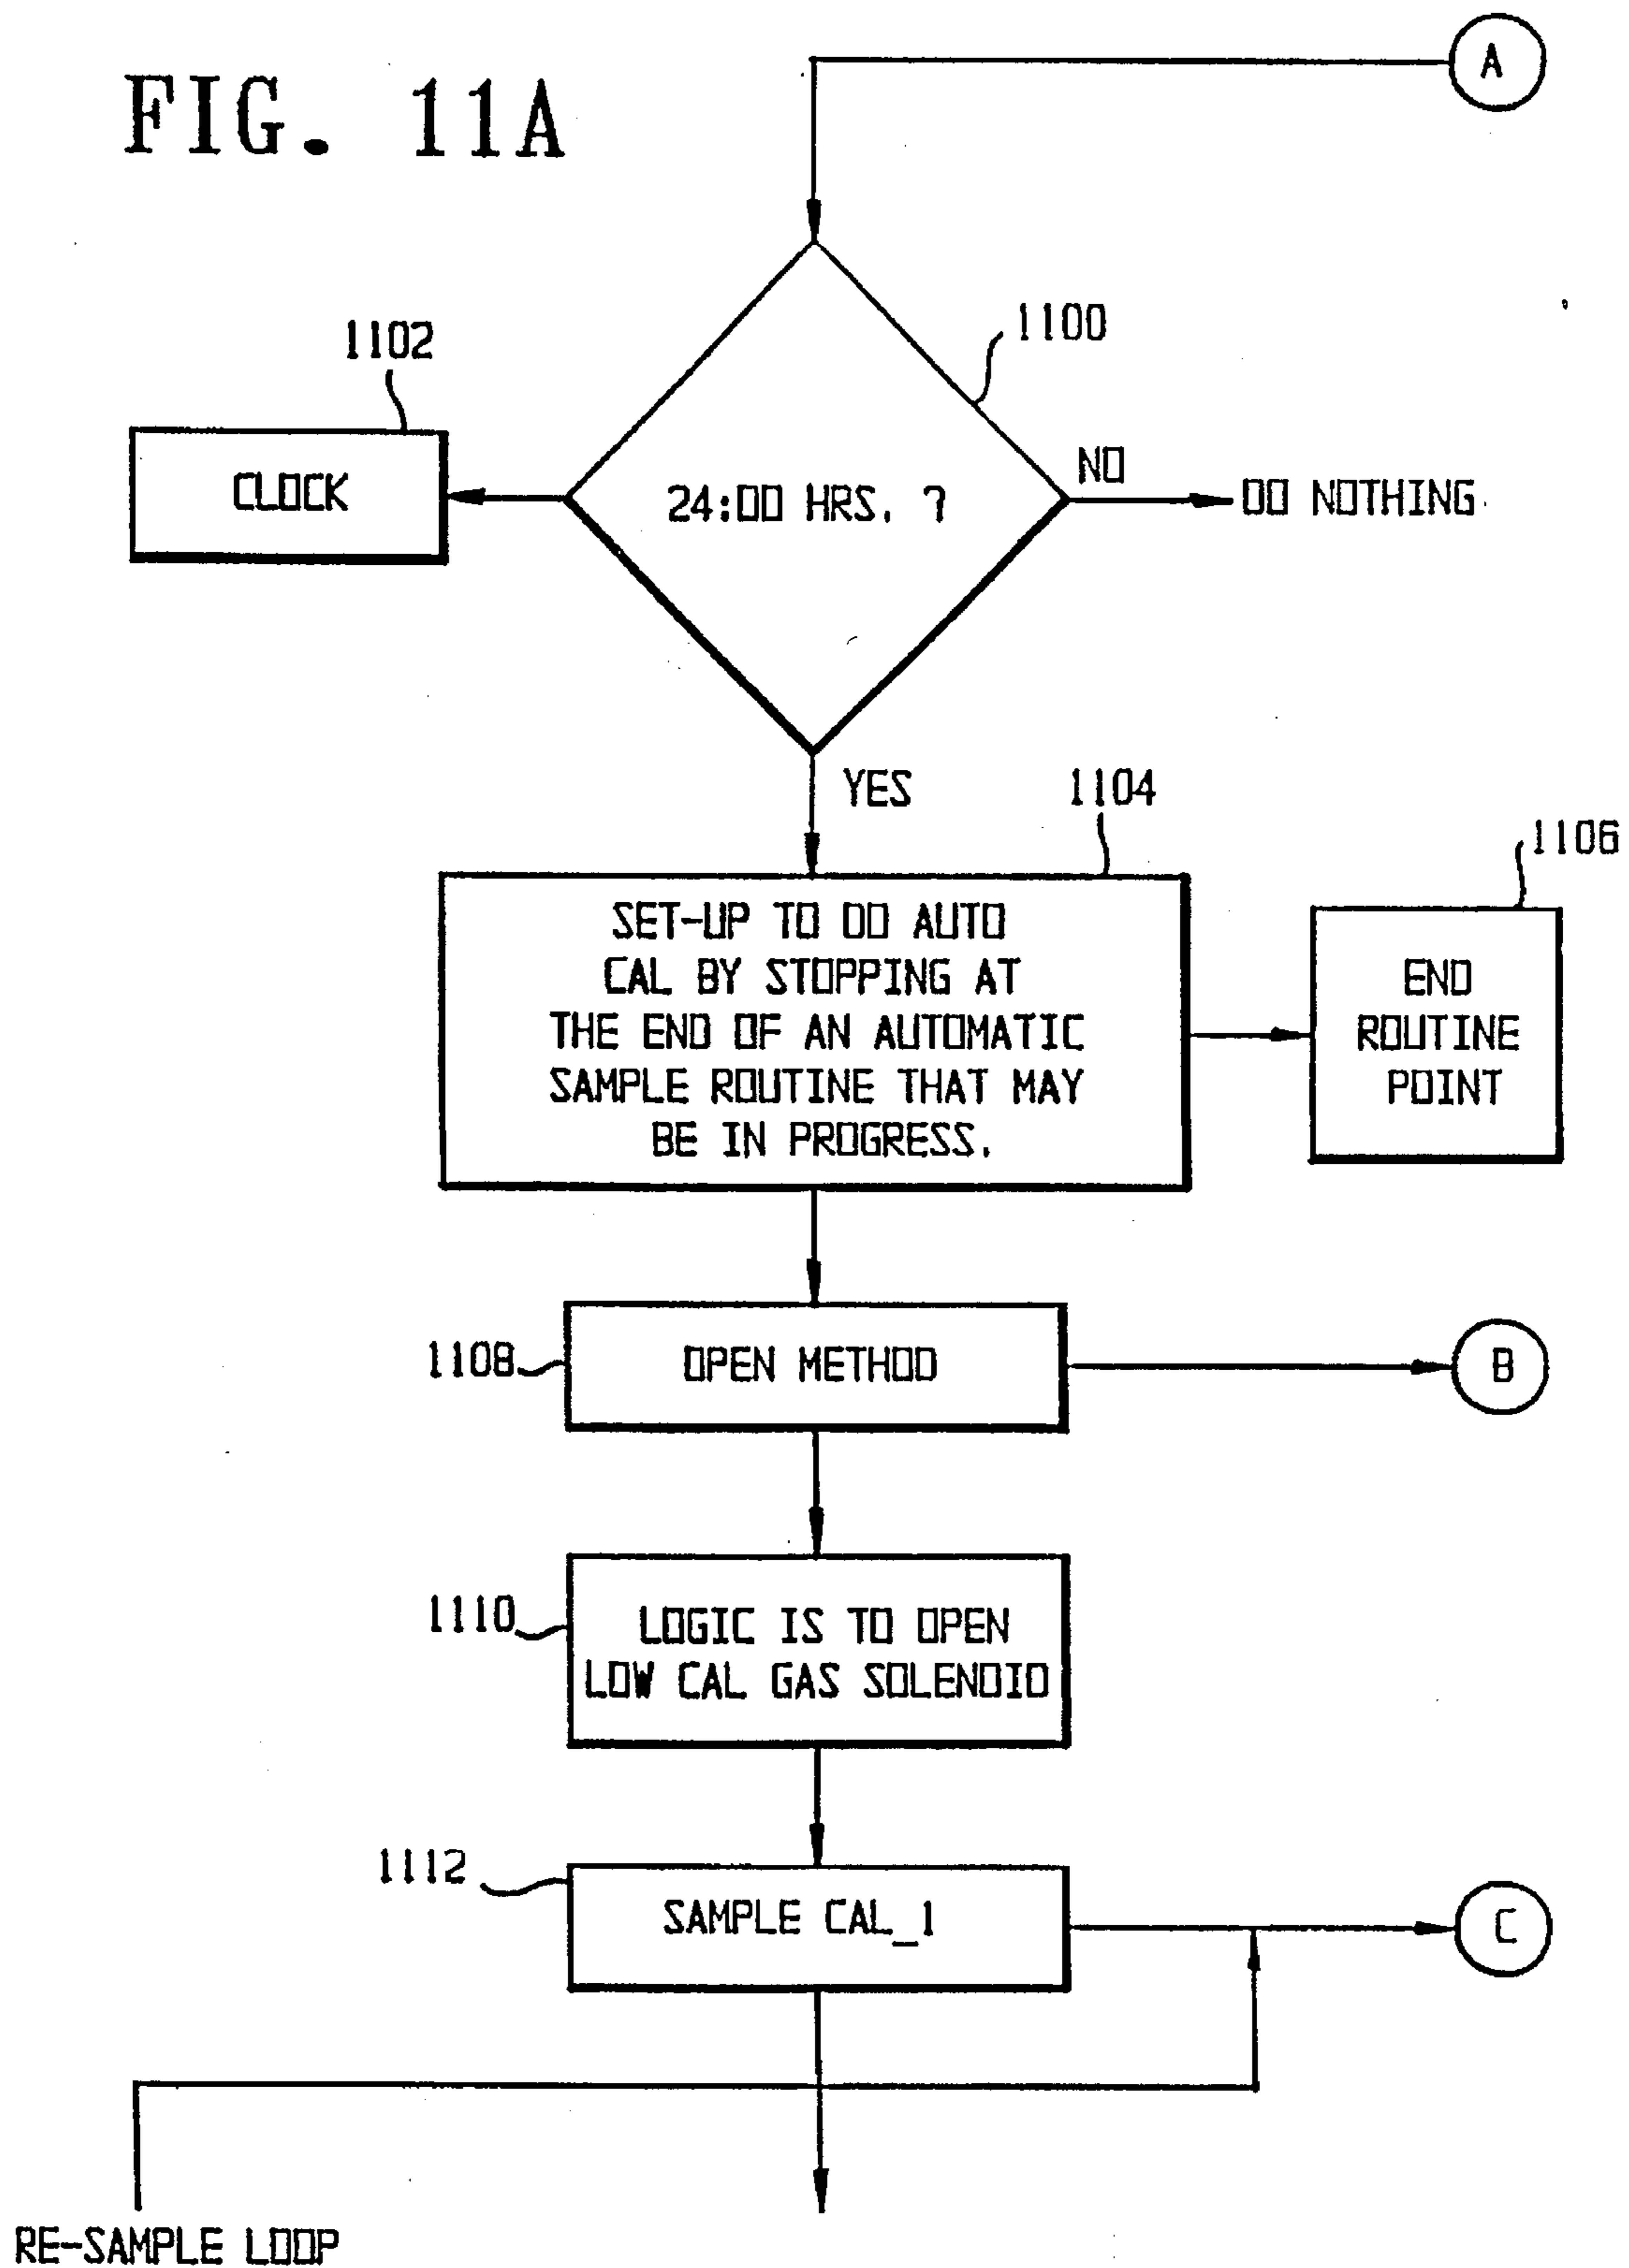 A
FIG. 11A
1100
1102
CLOCK
24:00 HRS. ?
NO
DO NOTHING.
YES
1104
1106
SET-UP TO DO AUTO
CAL BY STOPPING AT
THE END OF AN AUTOMATIC
SAMPLE ROUTINE THAT MAY
BE IN PROGRESS.
END
ROUTINE
POINT
1108
OPEN METHOD
B
1110
LOGIC IS TO OPEN
LOW CAL GAS SOLENOID
1112
SAMPLE CAL_1
C
RE-SAMPLE LOOP